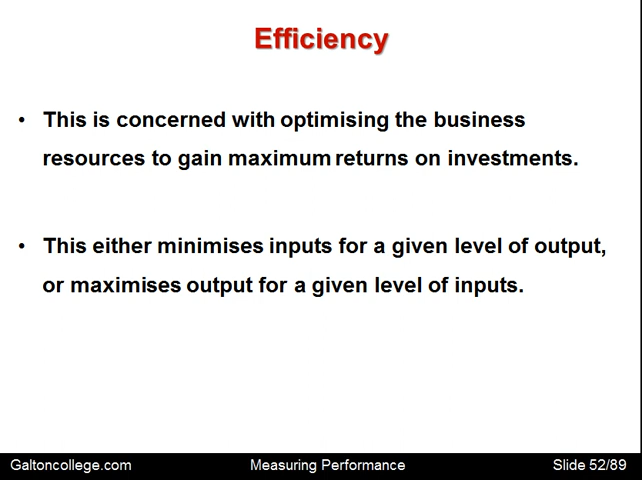 Efficiency
• This is concerned with optimising the business
resources to gain maximum returns on investments.
• This either minimises inputs for a given level of output,
or maximises output for a given level of inputs.
Galtoncollege.com Measuring Performance Slide 52/89